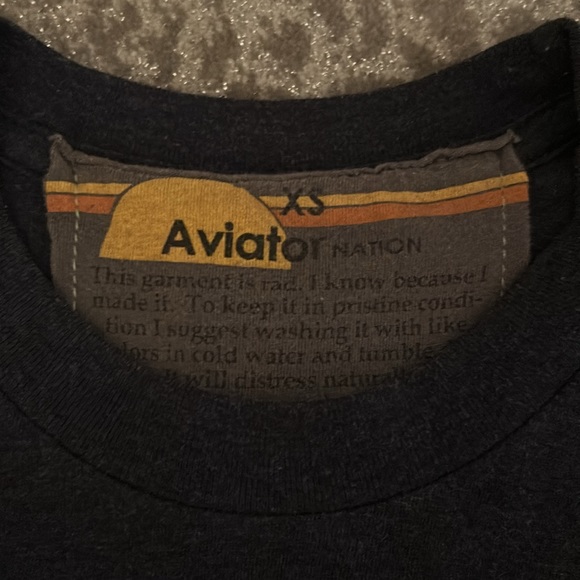 XS
Aviator NATION
This garment is rad. I know because I
made it. To keep it in pristine condi-
tion I suggest washing it with like
in cold water and tumble
will distress